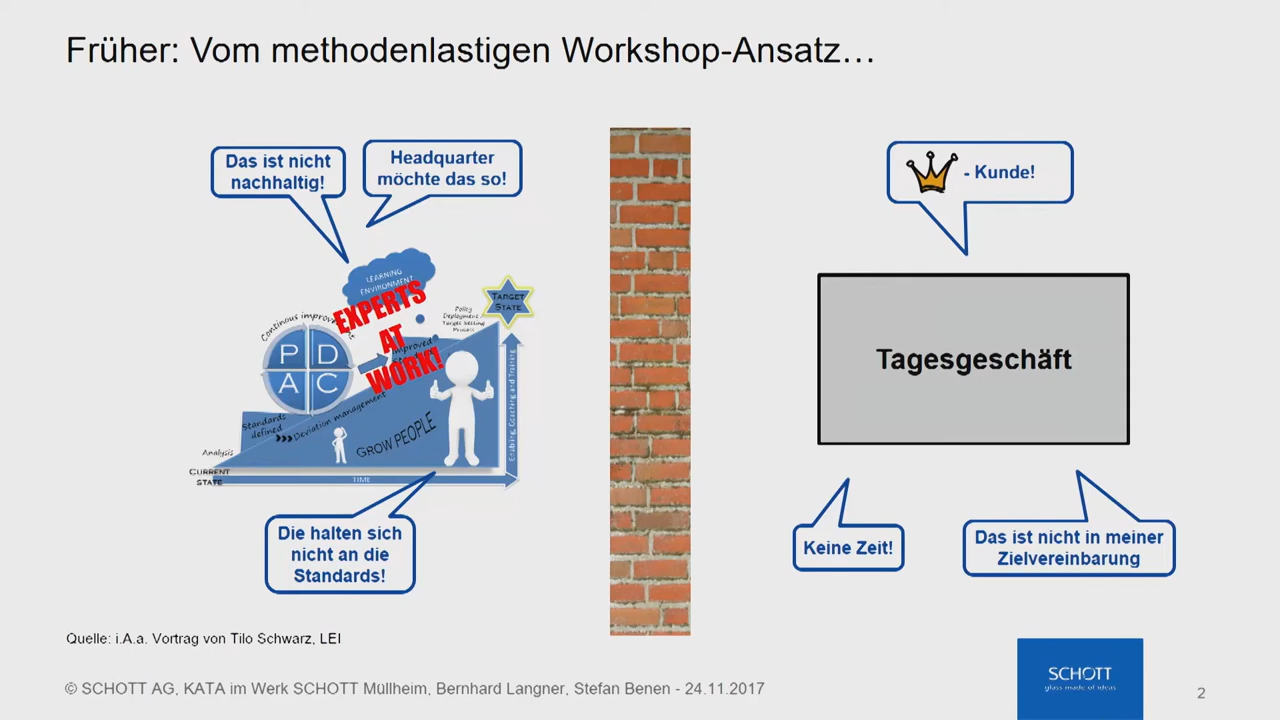 Früher: Vom methodenlastigen Workshop-Ansatz…
Das ist nicht
nachhaltig!
Headquarter
möchte das so!
- Kunde!
LEARNING
ENVIRONMENT
EXPERTS
AT
WORK!
TARGET
STATE
Policy
Deployment/
Target Setting
Process
Continous
Improved
P D
A C
Standards
defined
Deviation management
GROW PEOPLE
Enabling, Coaching and Training
Analysis
CURRENT
STATE
TIME
Tagesgeschäft
Die halten sich
nicht an die
Standards!
Keine Zeit!
Das ist nicht in meiner
Zielvereinbarung
Quelle: i.A.a. Vortrag von Tilo Schwarz, LEI
© SCHOTT AG, KATA im Werk SCHOTT Müllheim, Bernhard Langner, Stefan Benen - 24.11.2017
SCHOTT
glass made of ideas
2